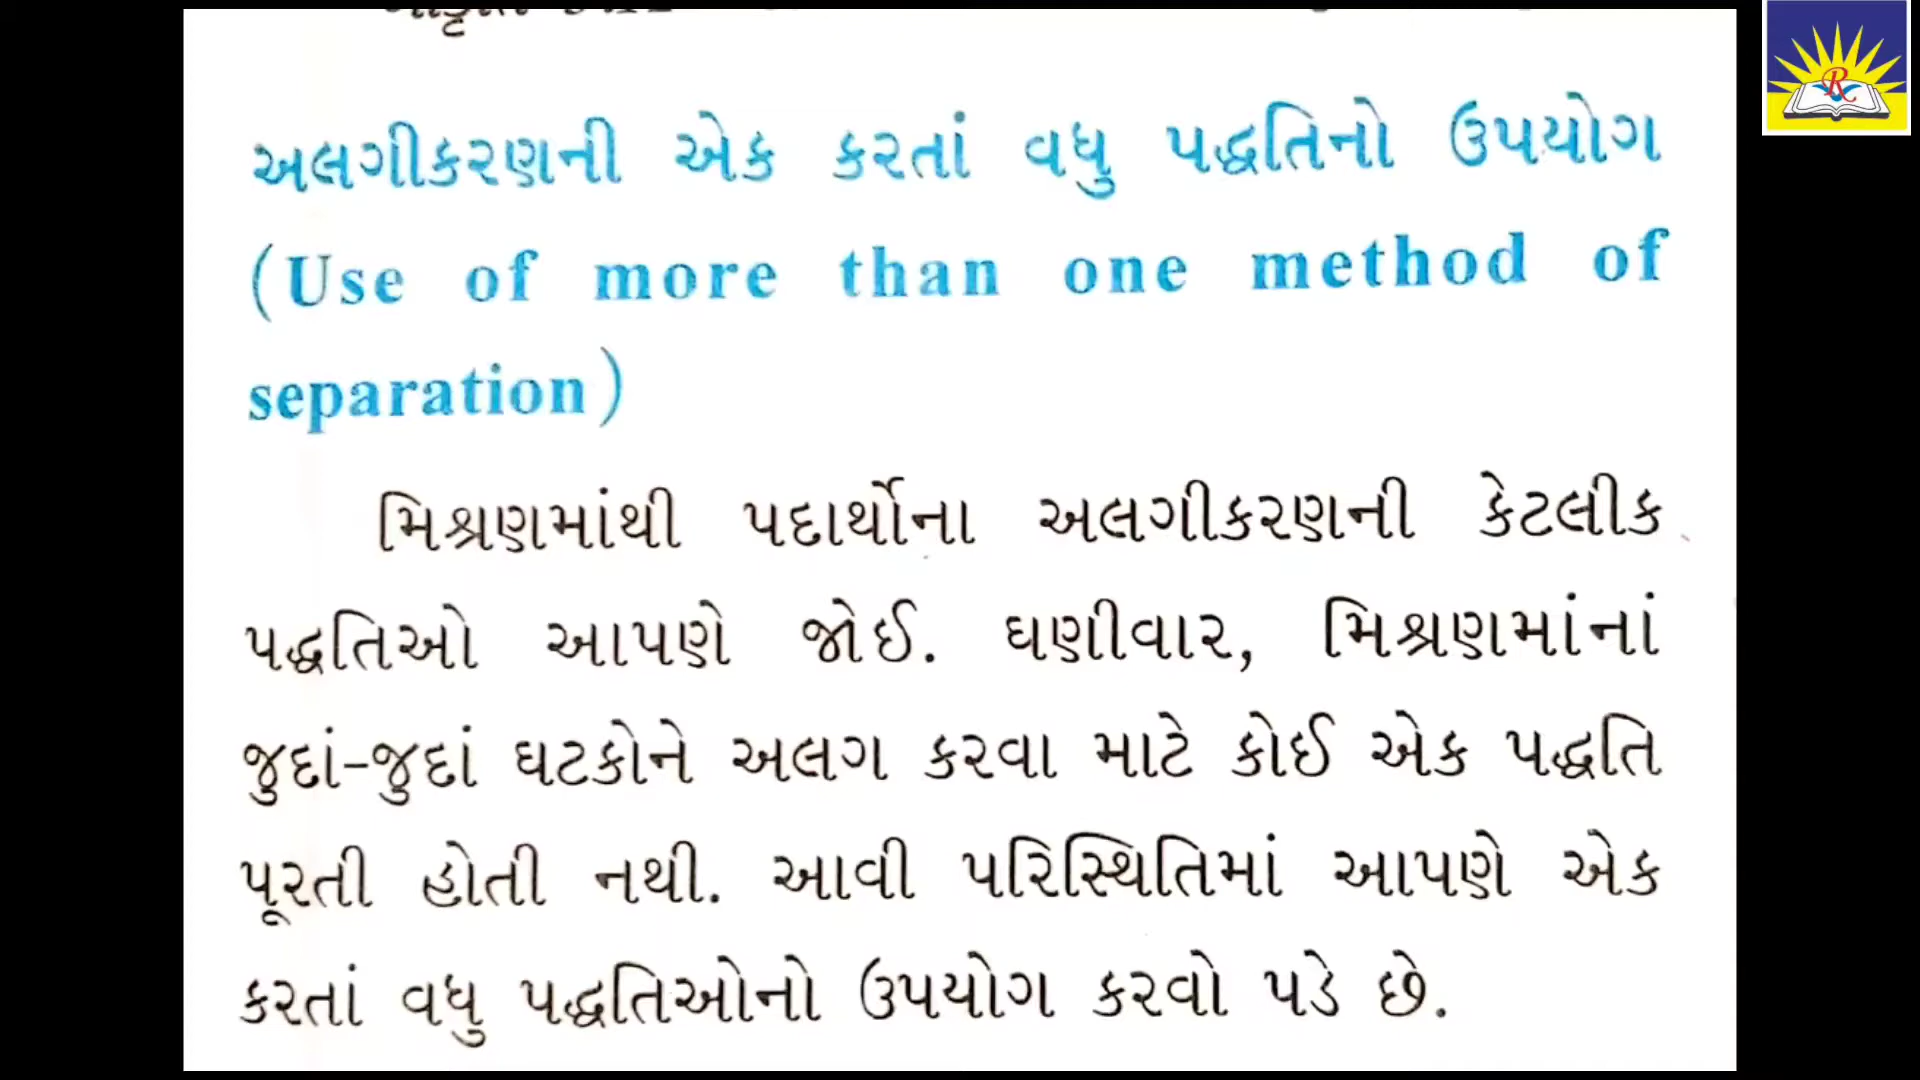 અલગીકરણની એક કરતાં વધુ પદ્ધતિનો ઉપયોગ
(Use of more than one method of
separation)
મિશ્રણમાંથી પદાર્થોના અલગીકરણની કેટલીક
પદ્ધતિઓ આપણે જોઈ. ઘણીવાર, મિશ્રણમાંનાં
જુદાં-જુદાં ઘટકોને અલગ કરવા માટે કોઈ એક પદ્ધતિ
પૂરતી હોતી નથી. આવી પરિસ્થિતિમાં આપણે એક
કરતાં વધુ પદ્ધતિઓનો ઉપયોગ કરવો પડે છે.